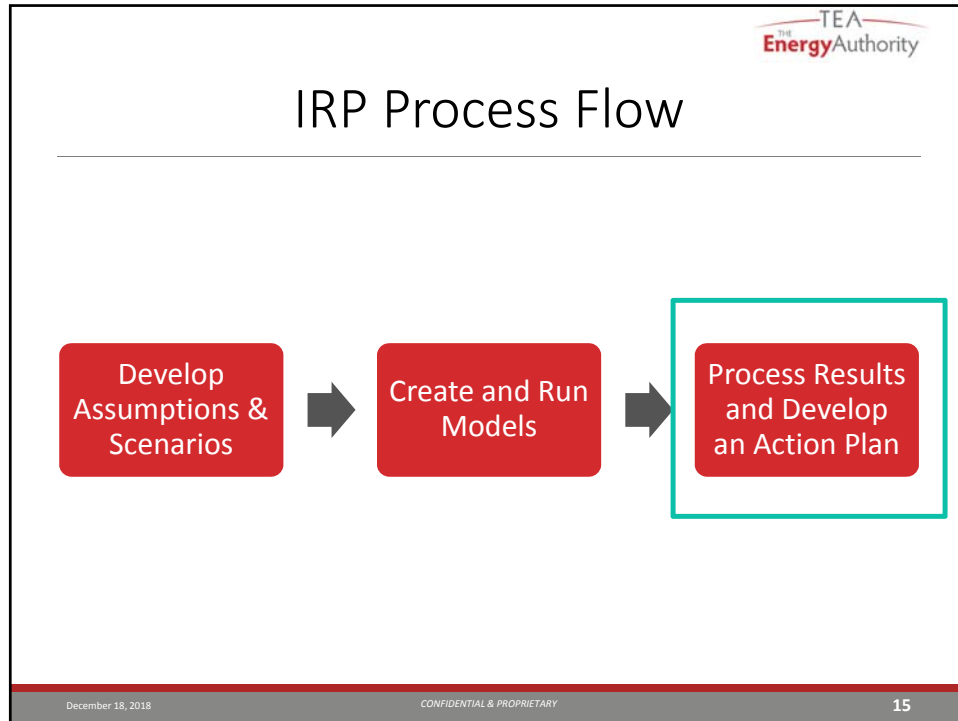 TEA
THE
EnergyAuthority
IRP Process Flow
Develop
Assumptions &
Scenarios
Create and Run
Models
Process Results
and Develop
an Action Plan
December 18, 2018
CONFIDENTIAL & PROPRIETARY
15